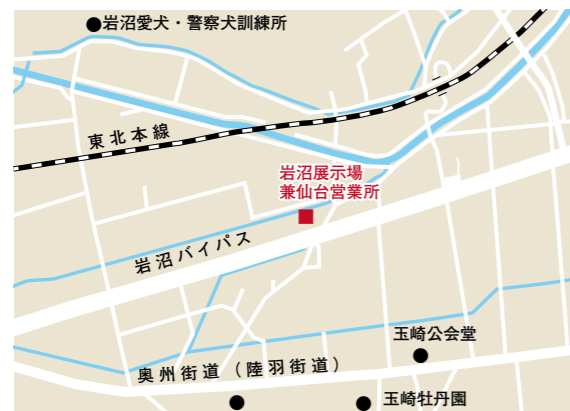 岩沼愛犬・警察犬訓練所
東北本線
岩沼展示場
兼仙台営業所
岩沼バイパス
玉崎公会堂
奥州街道（陸羽街道）
玉崎牡丹園